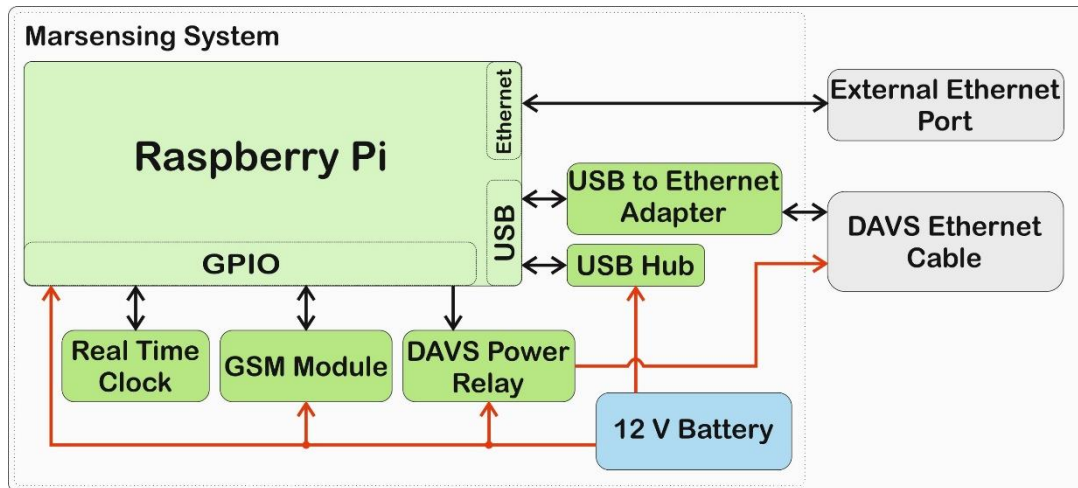 Marsensing System
Raspberry Pi
Ethernet
USB
GPIO
External Ethernet
Port
USB to Ethernet
Adapter
DAVS Ethernet
Cable
USB Hub
Real Time
Clock
GSM Module
DAVS Power
Relay
12 V Battery